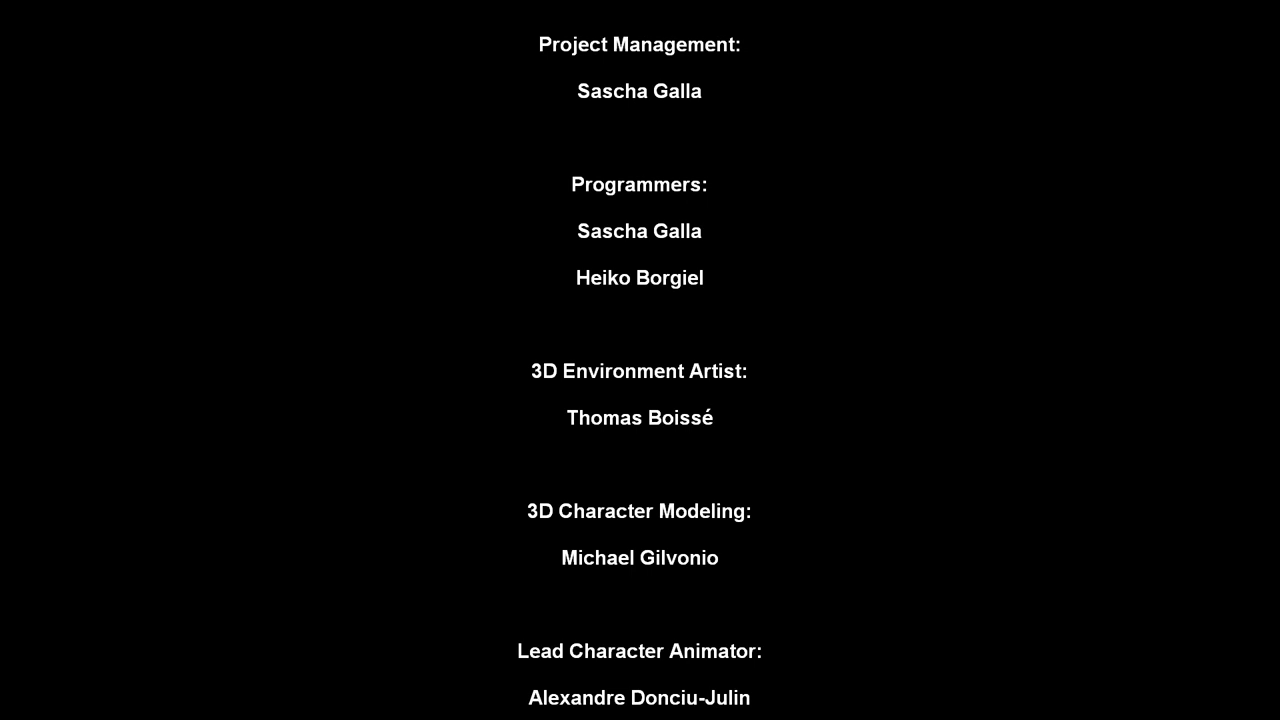 Project Management:
Sascha Galla
Programmers:
Sascha Galla
Heiko Borgiel
3D Environment Artist:
Thomas Boissé
3D Character Modeling:
Michael Gilvonio
Lead Character Animator:
Alexandre Donciu-Julin